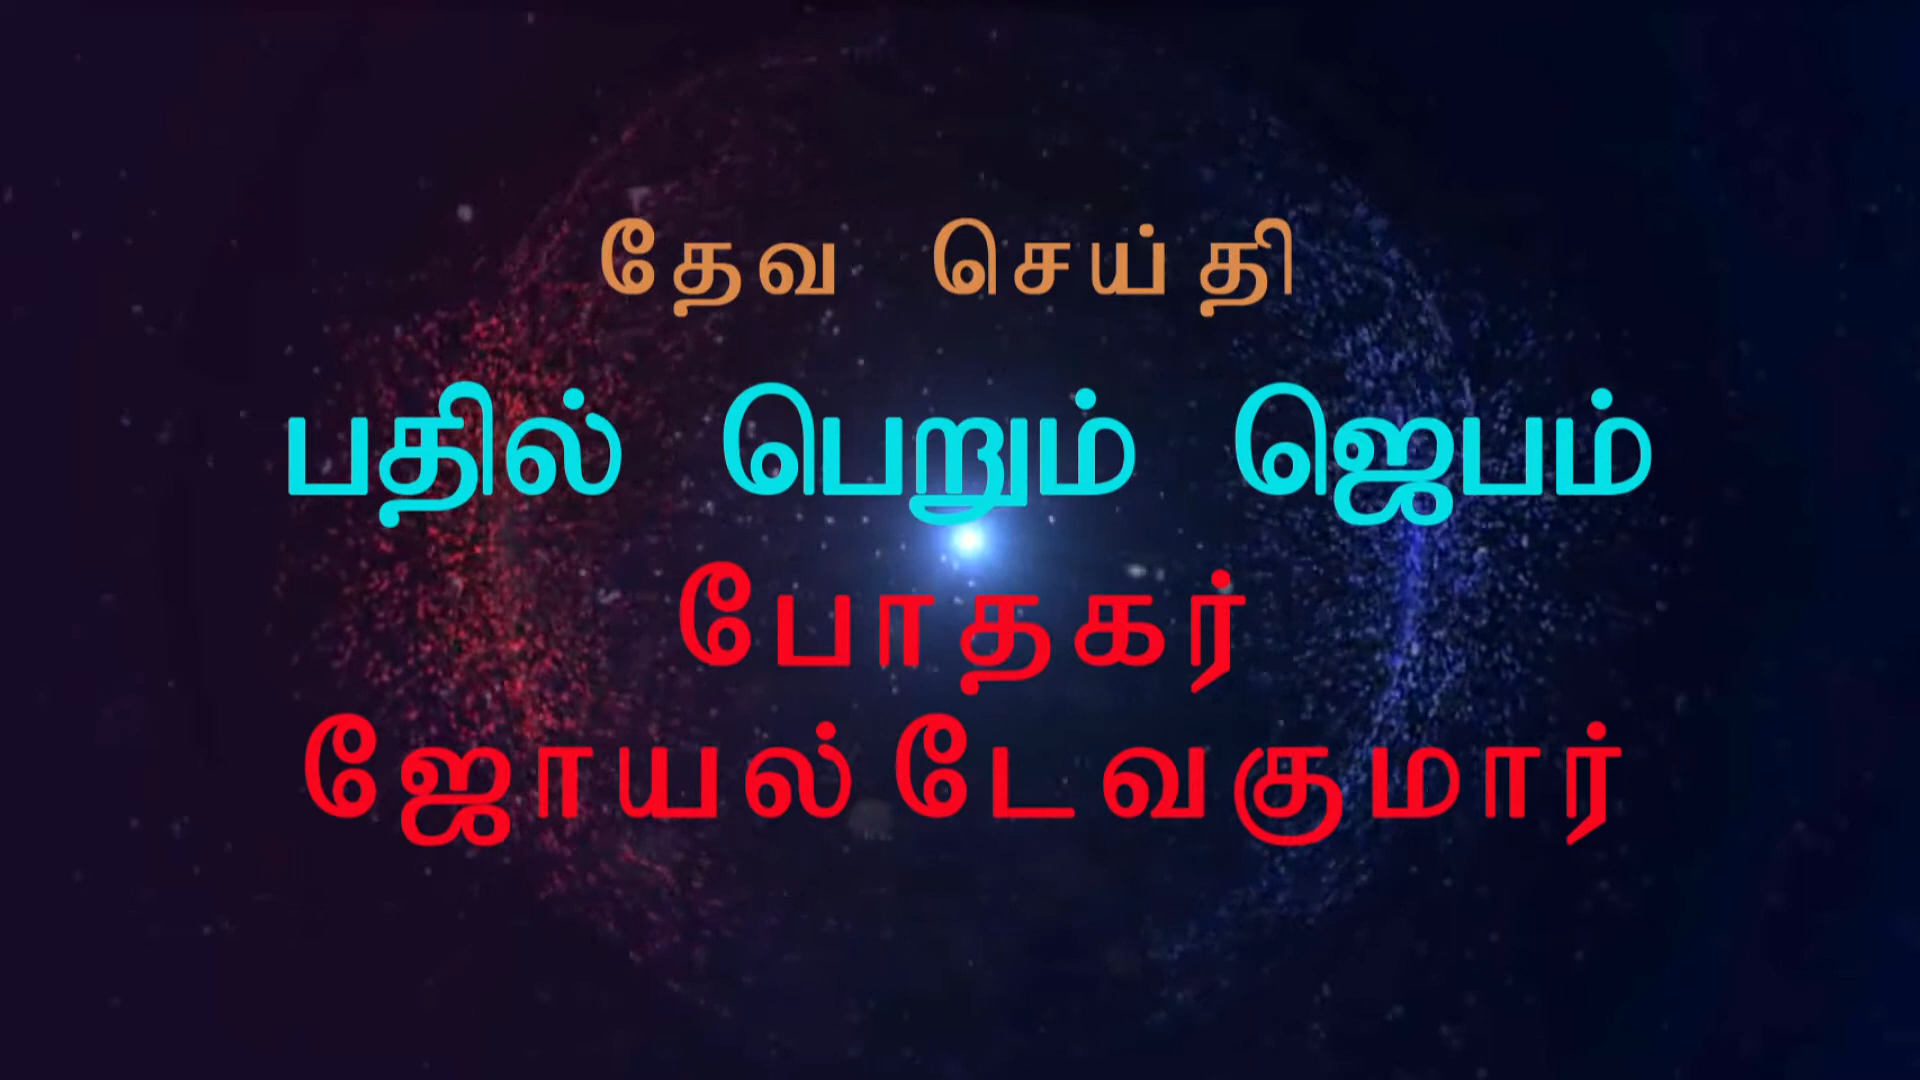 தேவ செய்தி
பதில் பெறும் ஜெபம்
போதகர்
ஜோயல்டேவகுமார்